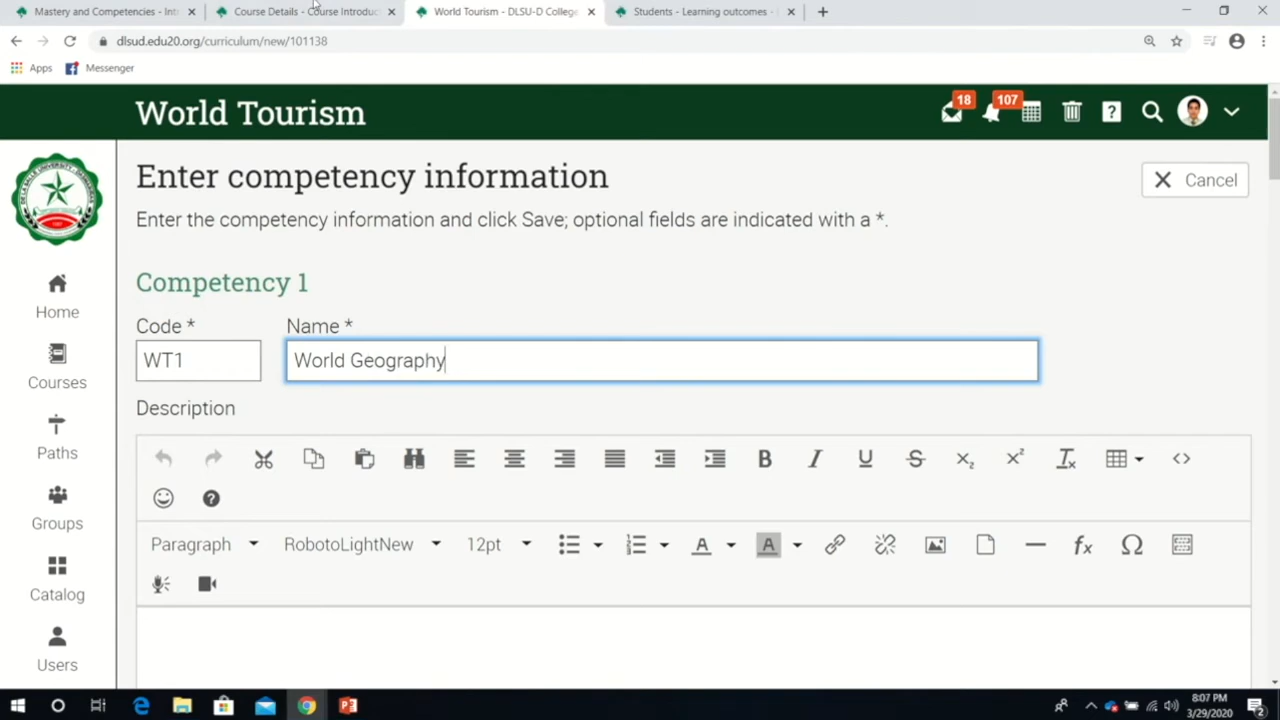 Mastery and Competencies - Int
Course Details - Course Introduc
World Tourism - DLSU-D College
Students - Learning outcomes -
dlsud.edu20.org/curriculum/new/101138
Apps
Messenger
World Tourism
18
107
Enter competency information
Cancel
Enter the competency information and click Save; optional fields are indicated with a *.
Competency 1
Home
Code *
Name *
WT1
World Geography
Courses
Description
Paths
Groups
Paragraph
RobotoLightNew
12pt
Catalog
Users
8:07 PM
3/29/2020
2